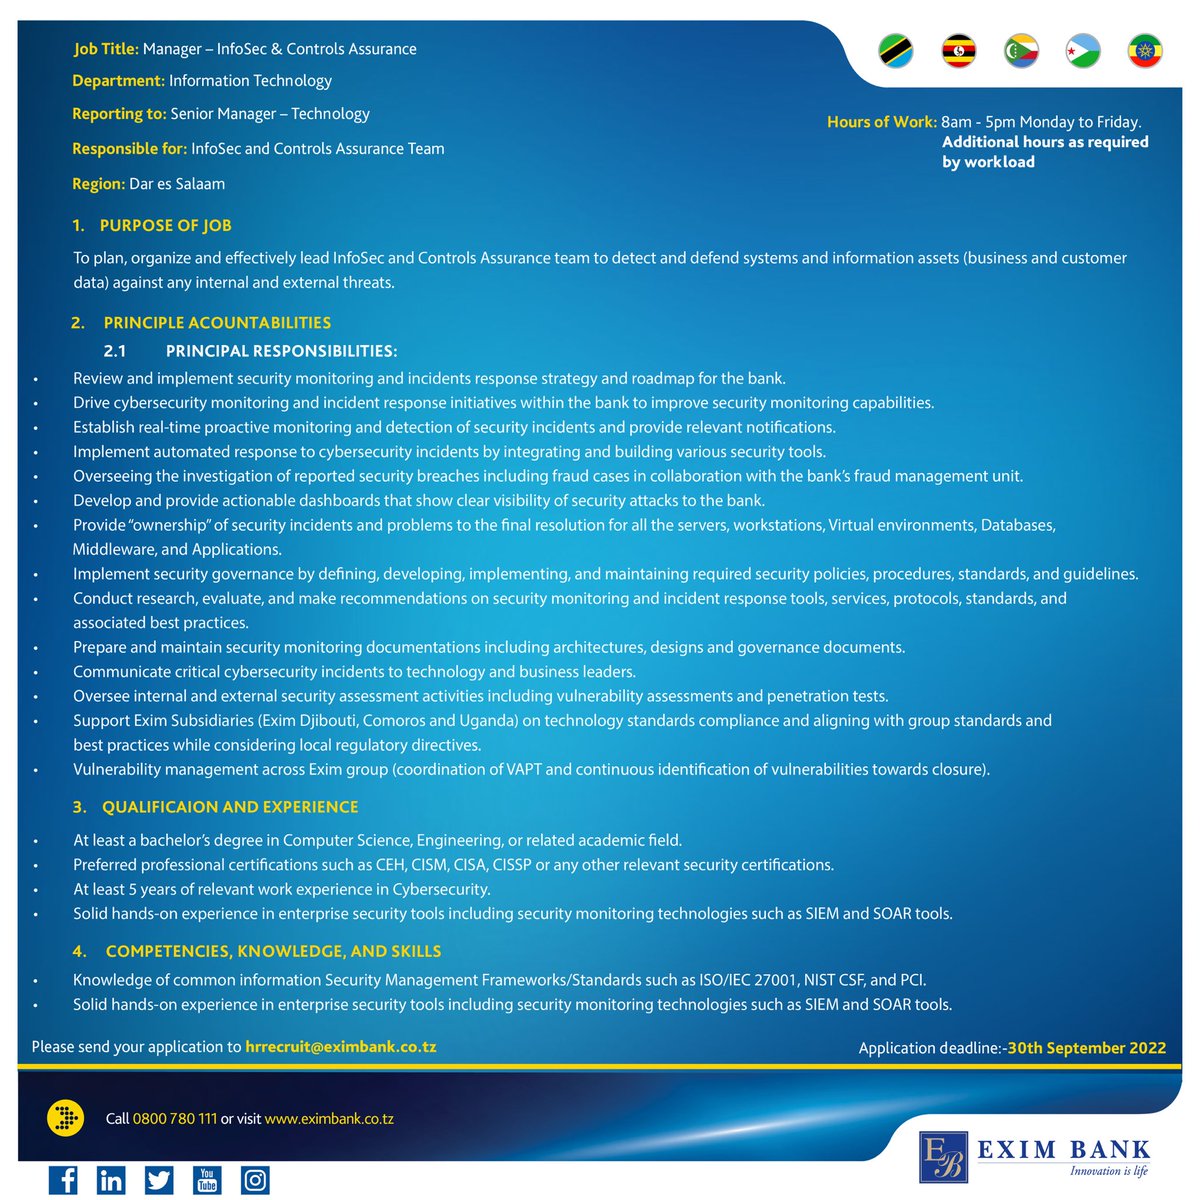 Job Title: Manager – InfoSec & Controls Assurance
Department: Information Technology
Reporting to: Senior Manager – Technology
Responsible for: InfoSec and Controls Assurance Team
Region: Dar es Salaam
Hours of Work: 8am - 5pm Monday to Friday.
Additional hours as required
by workload
1. PURPOSE OF JOB
To plan, organize and effectively lead InfoSec and Controls Assurance team to detect and defend systems and information assets (business and customer
data) against any internal and external threats.
2. PRINCIPLE ACOUNTABILITIES
2.1 PRINCIPAL RESPONSIBILITIES:
• Review and implement security monitoring and incidents response strategy and roadmap for the bank.
• Drive cybersecurity monitoring and incident response initiatives within the bank to improve security monitoring capabilities.
• Establish real-time proactive monitoring and detection of security incidents and provide relevant notifications.
• Implement automated response to cybersecurity incidents by integrating and building various security tools.
• Overseeing the investigation of reported security breaches including fraud cases in collaboration with the bank's fraud management unit.
• Develop and provide actionable dashboards that show clear visibility of security attacks to the bank.
• Provide “ownership” of security incidents and problems to the final resolution for all the servers, workstations, Virtual environments, Databases,
Middleware, and Applications.
• Implement security governance by defining, developing, implementing, and maintaining required security policies, procedures, standards, and guidelines.
• Conduct research, evaluate, and make recommendations on security monitoring and incident response tools, services, protocols, standards, and
associated best practices.
• Prepare and maintain security monitoring documentations including architectures, designs and governance documents.
• Communicate critical cybersecurity incidents to technology and business leaders.
• Oversee internal and external security assessment activities including vulnerability assessments and penetration tests.
• Support Exim Subsidiaries (Exim Djibouti, Comoros and Uganda) on technology standards compliance and aligning with group standards and
best practices while considering local regulatory directives.
• Vulnerability management across Exim group (coordination of VAPT and continuous identification of vulnerabilities towards closure).
3. QUALIFICAION AND EXPERIENCE
• At least a bachelor's degree in Computer Science, Engineering, or related academic field.
• Preferred professional certifications such as CEH, CISM, CISA, CISSP or any other relevant security certifications.
• At least 5 years of relevant work experience in Cybersecurity.
• Solid hands-on experience in enterprise security tools including security monitoring technologies such as SIEM and SOAR tools.
4. COMPETENCIES, KNOWLEDGE, AND SKILLS
• Knowledge of common information Security Management Frameworks/Standards such as ISO/IEC 27001, NIST CSF, and PCI.
• Solid hands-on experience in enterprise security tools including security monitoring technologies such as SIEM and SOAR tools.
Please send your application to hrrecruit@eximbank.co.tz
Application deadline:-30th September 2022
Call 0800 780 111 or visit www.eximbank.co.tz
EB EXIM BANK
Innovation is life
You
Tube